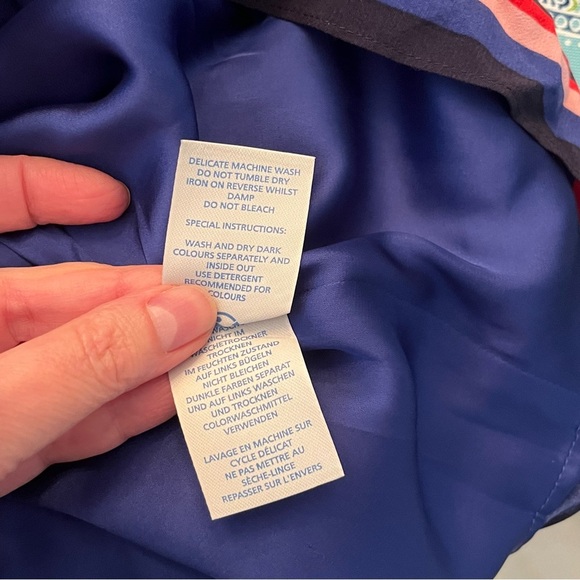 DELICATE MACHINE WASH
DO NOT TUMBLE DRY
IRON ON REVERSE WHILST
DAMP
DO NOT BLEACH
SPECIAL INSTRUCTIONS:
WASH AND DRY DARK
COLOURS SEPARATELY AND
INSIDE OUT
USE DETERGENT
RECOMMENDED FOR
COLOURS
NICHT IM
WASCHETROCKNER
TROCKNEN
IM FEUCHTEN ZUSTAND
AUF LINKS BÜGELN
NICHT BLEICHEN
DUNKLE FARBEN SEPARAT
UND AUF LINKS WASCHEN
UND TROCKNEN
COLORWASCHMITTEL
VERWENDEN
LAVAGE EN MACHINE SUR
CYCLE DÉLICAT
NE PAS METTRE AU
SÈCHE-LINGE
REPASSER SUR L'ENVERS